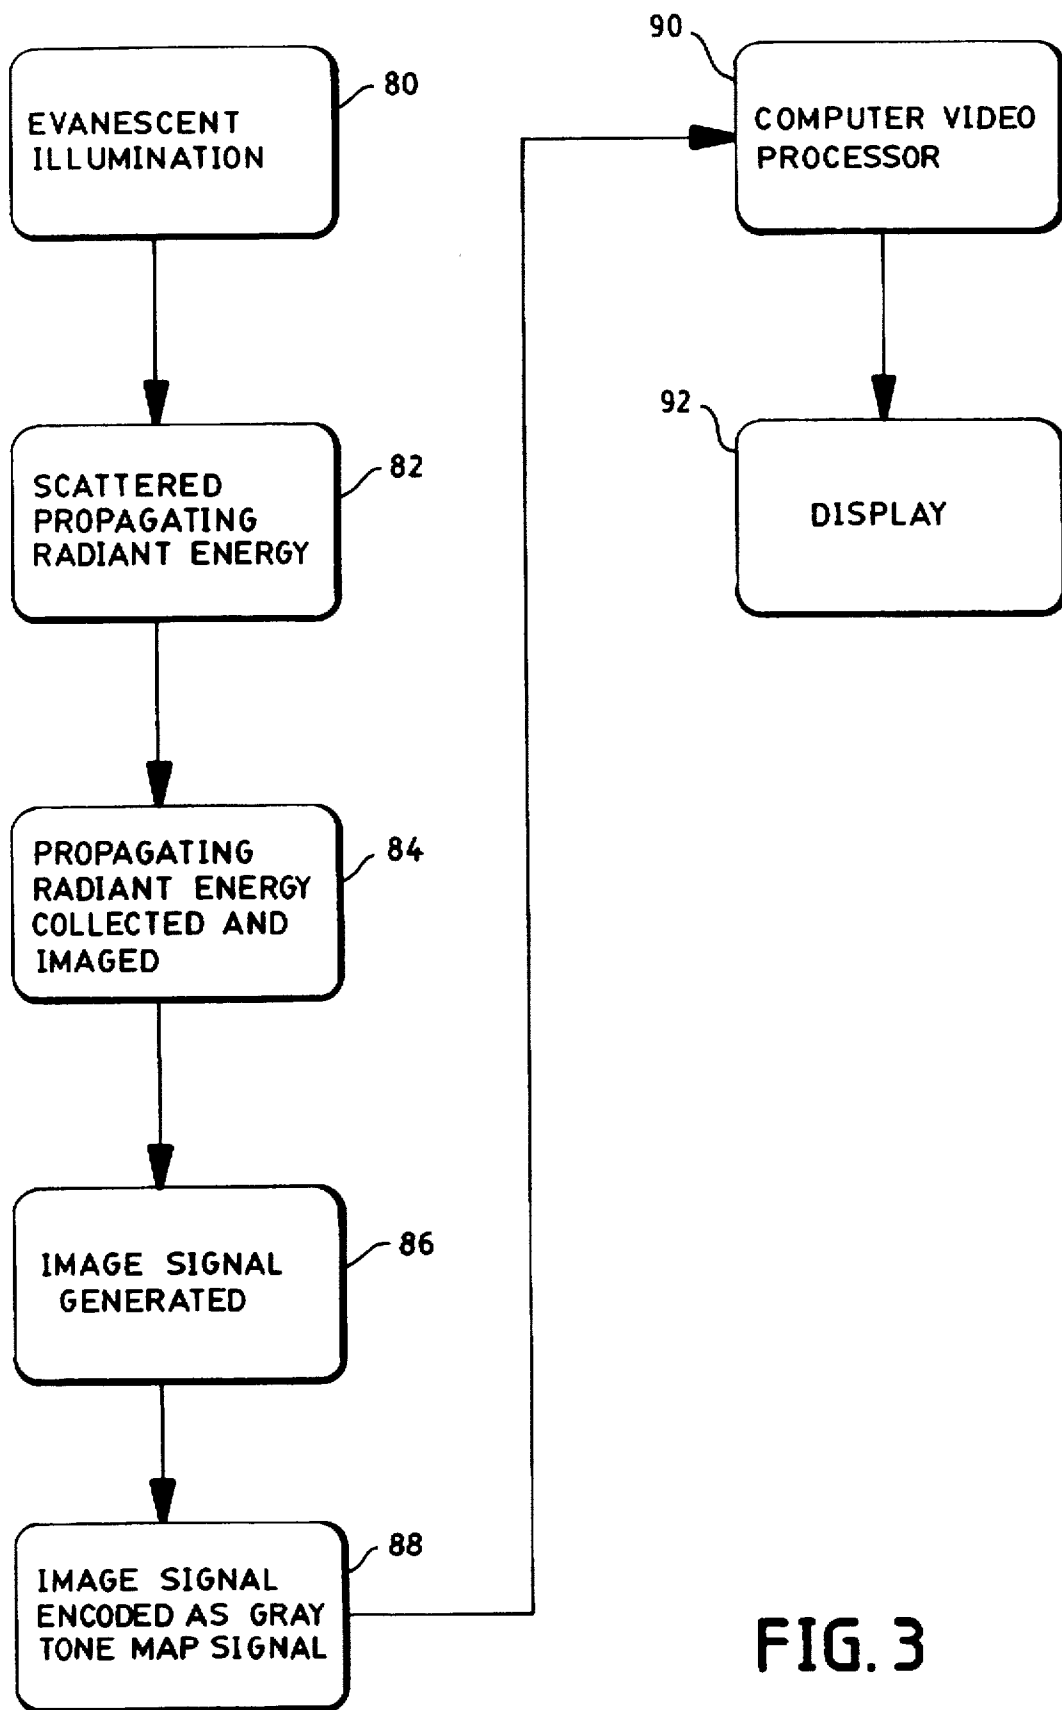 EVANESCENT
ILLUMINATION
80
SCATTERED
PROPAGATING
RADIANT ENERGY
82
PROPAGATING
RADIANT ENERGY
COLLECTED AND
IMAGED
84
IMAGE SIGNAL
GENERATED
86
IMAGE SIGNAL
ENCODED AS GRAY
TONE MAP SIGNAL
88
90
COMPUTER VIDEO
PROCESSOR
92
DISPLAY
FIG. 3